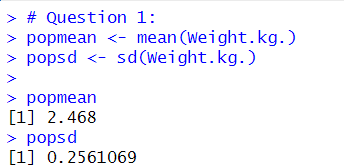 > # Question 1:
> popmean <- mean(Weight.kg.)
> popsd <- sd(Weight.kg.)
>
> popmean
[1] 2.468
> popsd
[1] 0.2561069